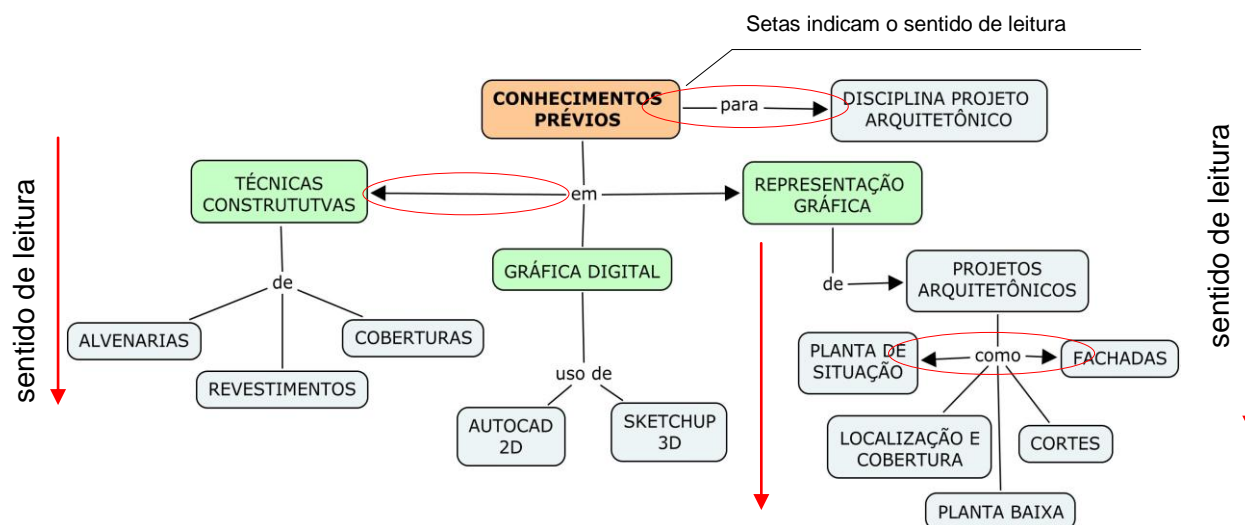 Setas indicam o sentido de leitura
CONHECIMENTOS
PRÉVIOS
para
DISCIPLINA PROJETO
ARQUITETÔNICO
sentido de leitura
TÉCNICAS
CONSTRUTUTVAS
em
REPRESENTAÇÃO
GRÁFICA
sentido de leitura
GRÁFICA DIGITAL
de
PROJETOS
ARQUITETÔNICOS
de
ALVENARIAS
COBERTURAS
REVESTIMENTOS
uso de
AUTOCAD
2D
SKETCHUP
3D
PLANTA DE
SITUAÇÃO
como
FACHADAS
LOCALIZAÇÃO E
COBERTURA
CORTES
PLANTA BAIXA